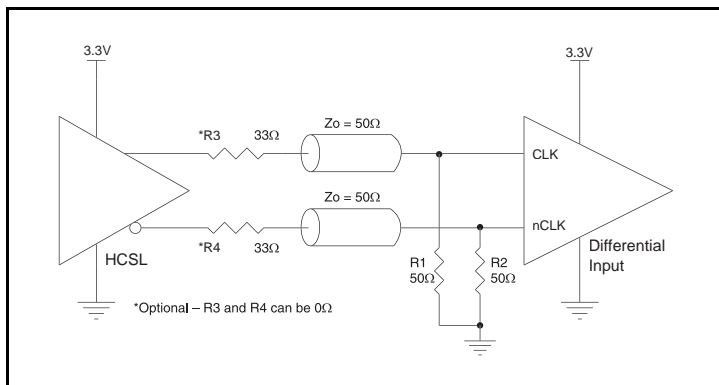 3.3V
3.3V
*R3 33Ω
Zo = 50Ω
CLK
Zo = 50Ω
nCLK
*R4 33Ω
HCSL
R1
50Ω
R2
50Ω
Differential
Input
*Optional – R3 and R4 can be 0Ω